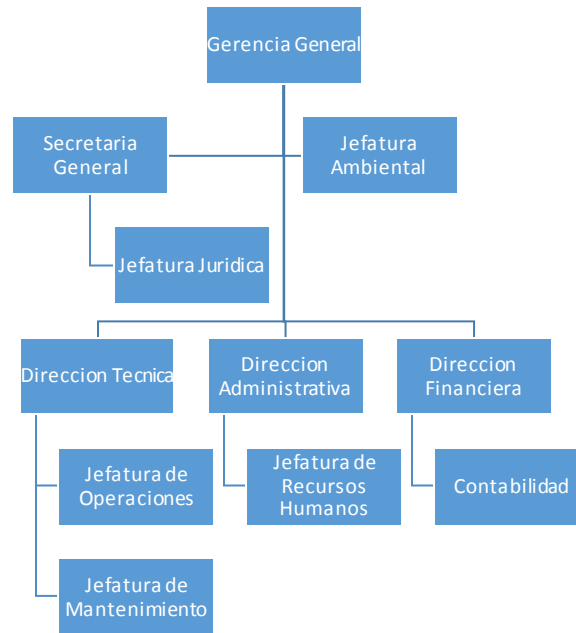 Gerencia General
Secretaria
General
Jefatura
Ambiental
Jefatura Juridica
Direccion Tecnica
Direccion
Administrativa
Direccion
Financiera
Jefatura de
Operaciones
Jefatura de
Recursos
Humanos
Contabilidad
Jefatura de
Mantenimiento